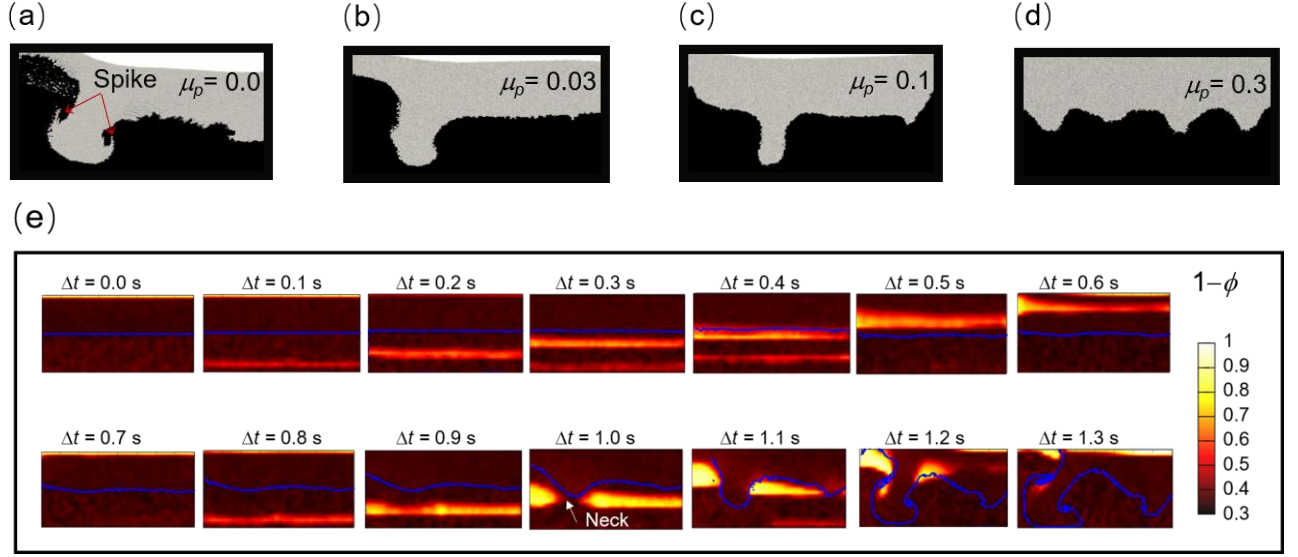 (a)
(b)
(c)
(d)
Spike
μp= 0.0
μp= 0.03
μp= 0.1
μp= 0.3
(e)
Δt = 0.0 s
Δt = 0.1 s
Δt = 0.2 s
Δt = 0.3 s
Δt = 0.4 s
Δt = 0.5 s
Δt = 0.6 s
1−ϕ
Δt = 0.7 s
Δt = 0.8 s
Δt = 0.9 s
Δt = 1.0 s
Δt = 1.1 s
Δt = 1.2 s
Δt = 1.3 s
Neck
1
0.9
0.8
0.7
0.6
0.5
0.4
0.3